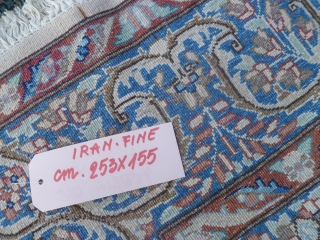 IRAN. FINE
cm. 253X155